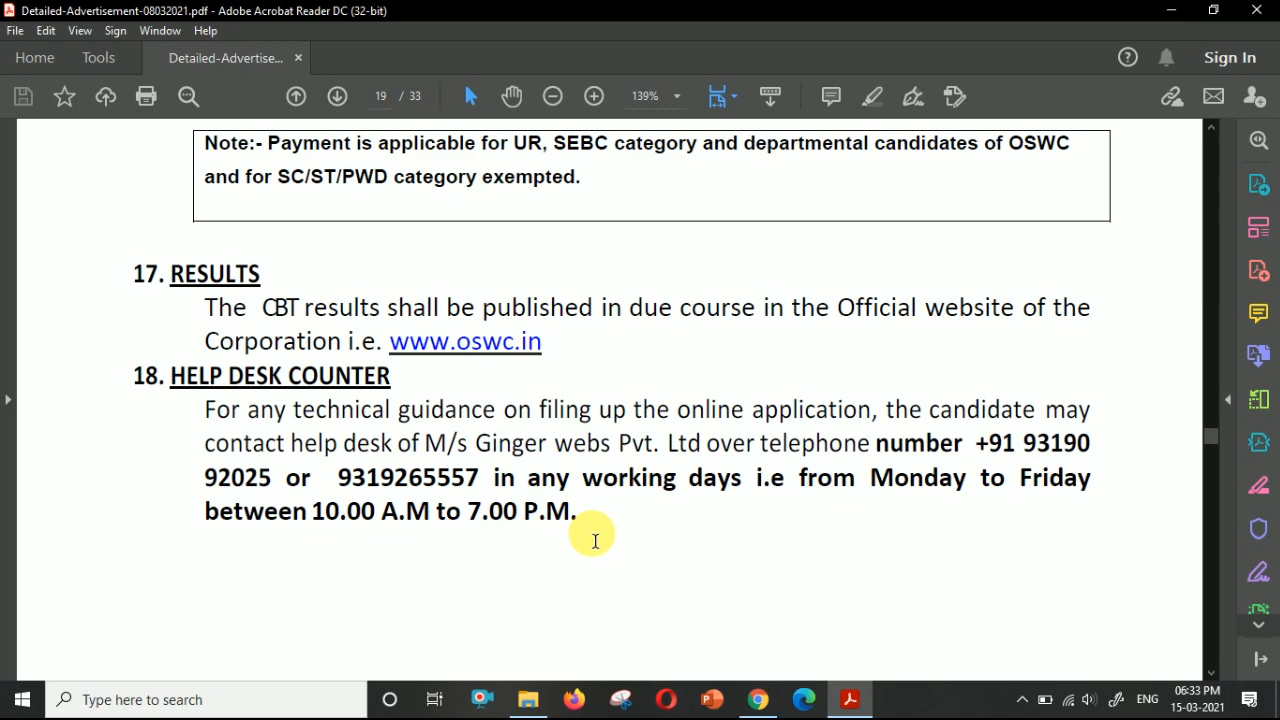 Detailed-Advertisement-08032021.pdf - Adobe Acrobat Reader DC (32-bit)
File Edit View Sign Window Help
Home Tools Detailed-Advertise... × Sign In
19 / 33 139%
Note:- Payment is applicable for UR, SEBC category and departmental candidates of OSWC
and for SC/ST/PWD category exempted.
17. RESULTS
The CBT results shall be published in due course in the Official website of the
Corporation i.e. www.oswc.in
18. HELP DESK COUNTER
For any technical guidance on filing up the online application, the candidate may
contact help desk of M/s Ginger webs Pvt. Ltd over telephone number +91 93190
92025 or 9319265557 in any working days i.e from Monday to Friday
between 10.00 A.M to 7.00 P.M.
Type here to search
ENG
06:33 PM
15-03-2021